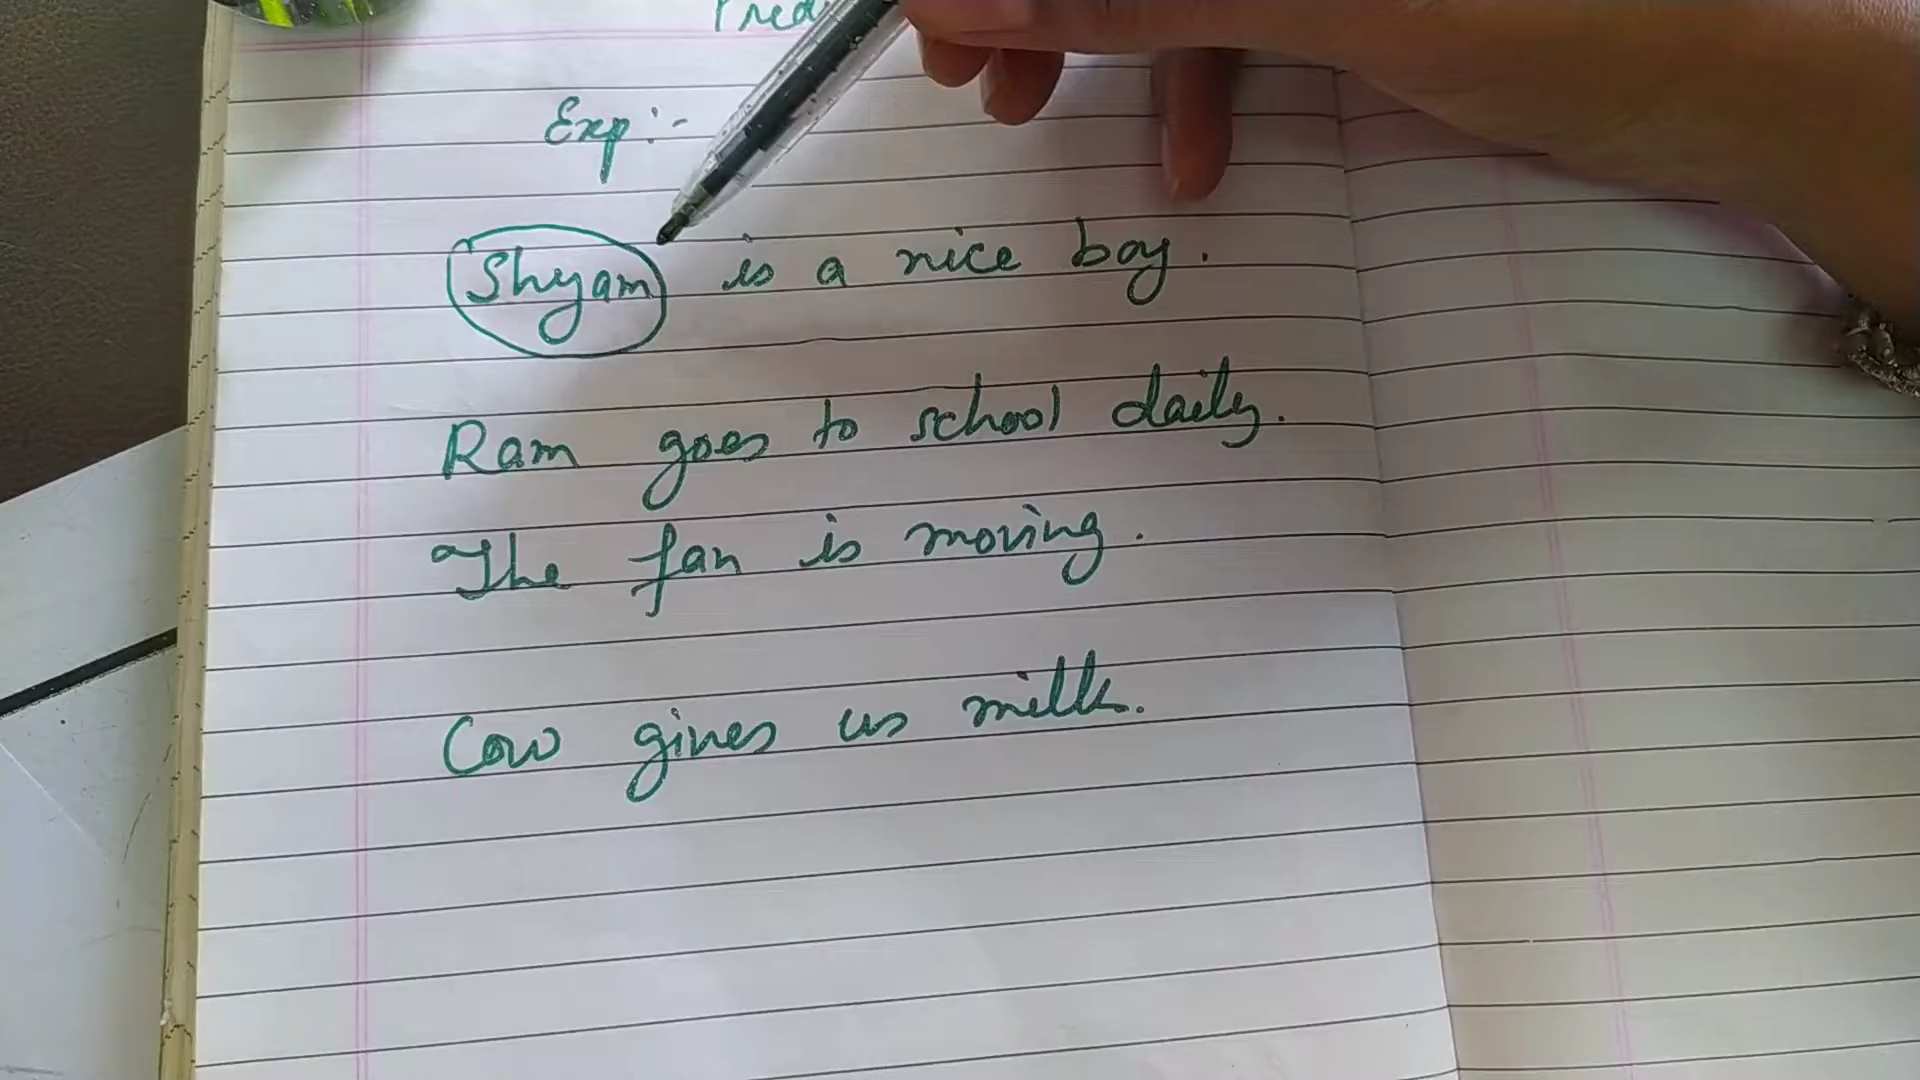 Exp:-
Shyam is a nice boy.
Ram goes to school daily.
The fan is moving.
Cow gives us milk.